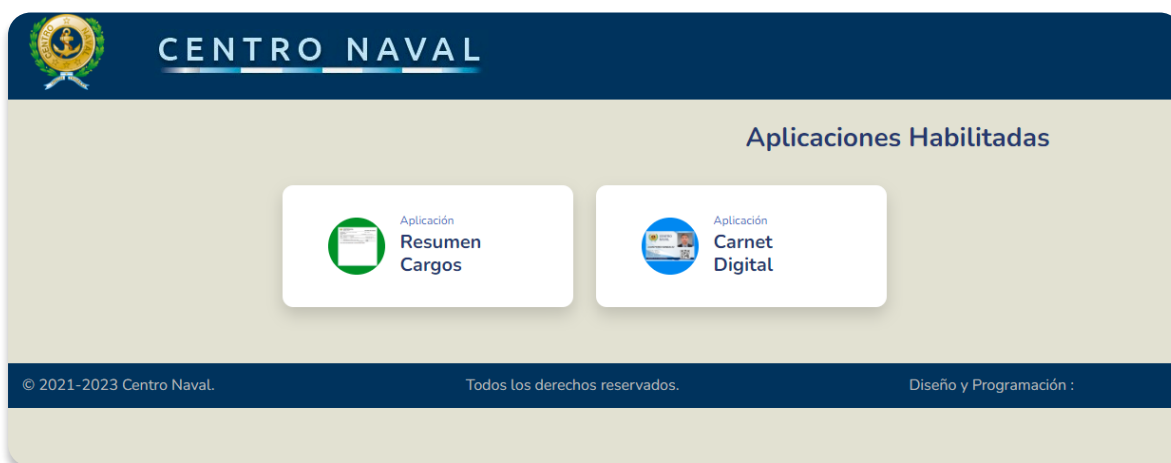 CENTRO NAVAL
Aplicaciones Habilitadas
Aplicación
Resumen
Cargos
Aplicación
Carnet
Digital
© 2021-2023 Centro Naval.
Todos los derechos reservados.
Diseño y Programación :